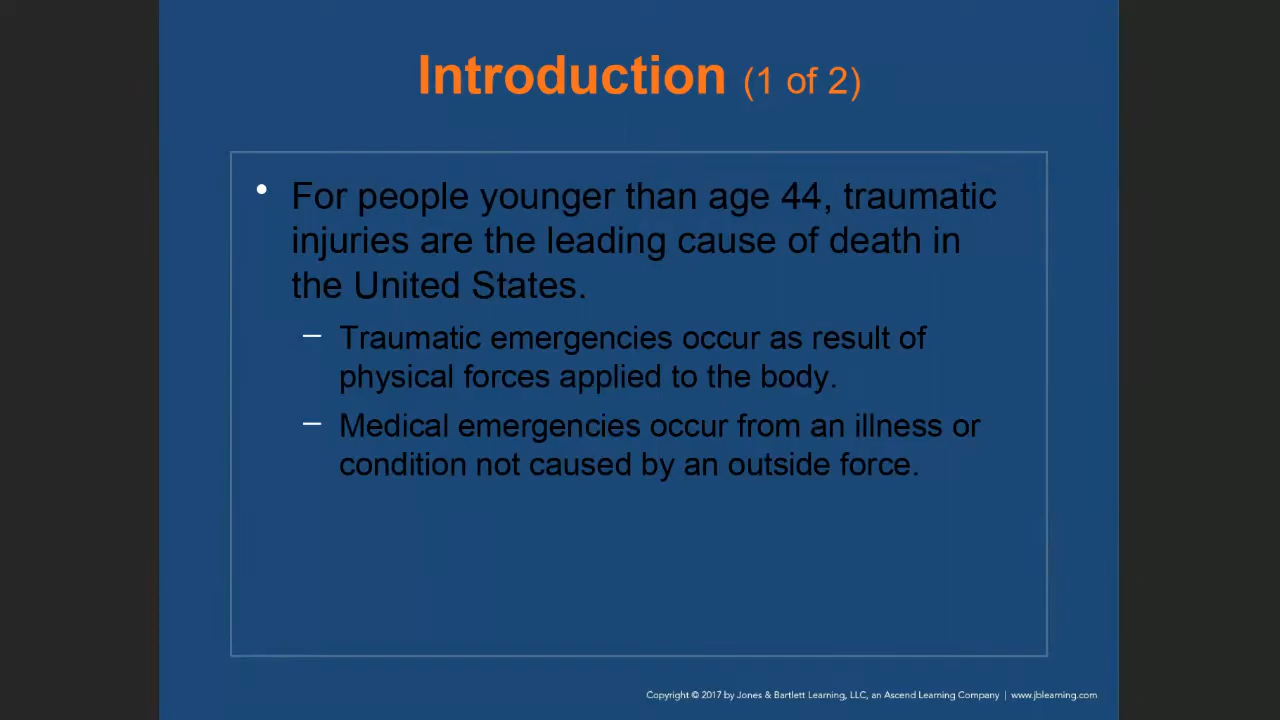 Introduction (1 of 2)
• For people younger than age 44, traumatic
injuries are the leading cause of death in
the United States.
– Traumatic emergencies occur as result of
physical forces applied to the body.
– Medical emergencies occur from an illness or
condition not caused by an outside force.
Copyright © 2017 by Jones & Bartlett Learning, LLC, an Ascend Learning Company | www.jblearning.com